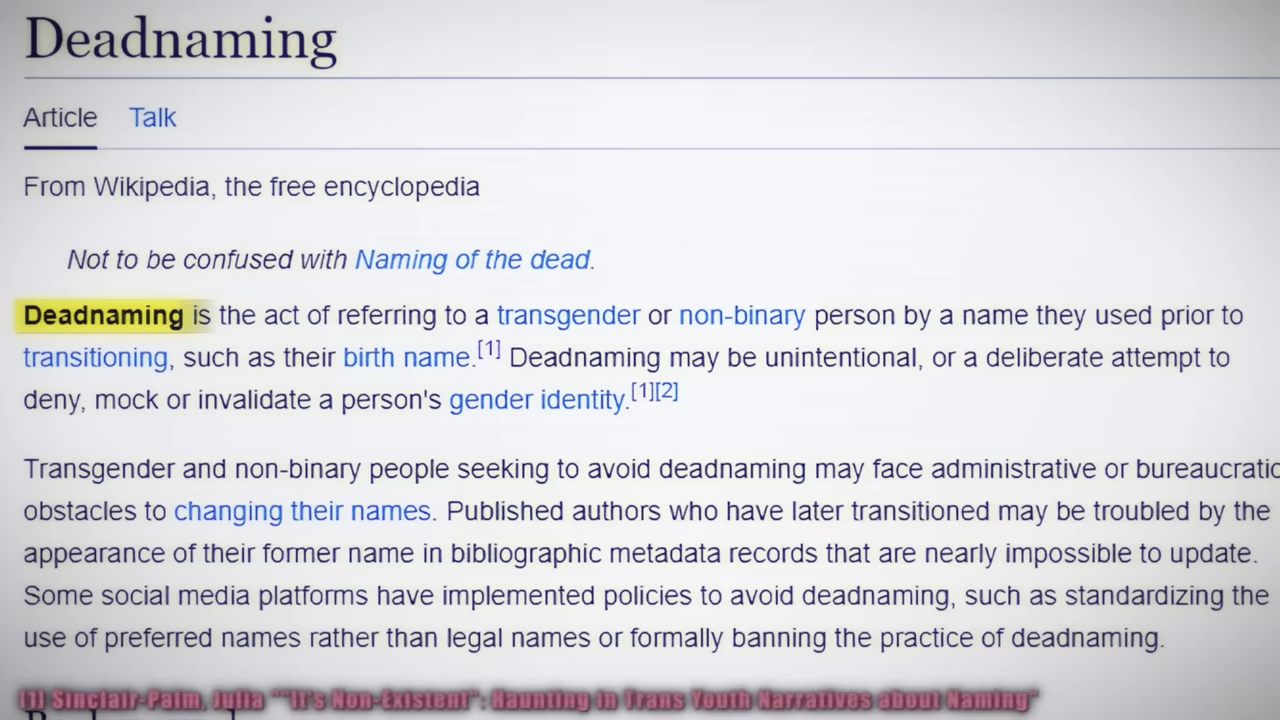 Deadnaming
Article Talk
From Wikipedia, the free encyclopedia
Not to be confused with Naming of the dead.
Deadnaming is the act of referring to a transgender or non-binary person by a name they used prior to
transitioning, such as their birth name.[1] Deadnaming may be unintentional, or a deliberate attempt to
deny, mock or invalidate a person's gender identity.[1][2]
Transgender and non-binary people seeking to avoid deadnaming may face administrative or bureaucratic
obstacles to changing their names. Published authors who have later transitioned may be troubled by the
appearance of their former name in bibliographic metadata records that are nearly impossible to update.
Some social media platforms have implemented policies to avoid deadnaming, such as standardizing the
use of preferred names rather than legal names or formally banning the practice of deadnaming.
[1] Sinclair-Palm, Julia ""It's Non-Existent": Haunting in Trans Youth Narratives about Naming"